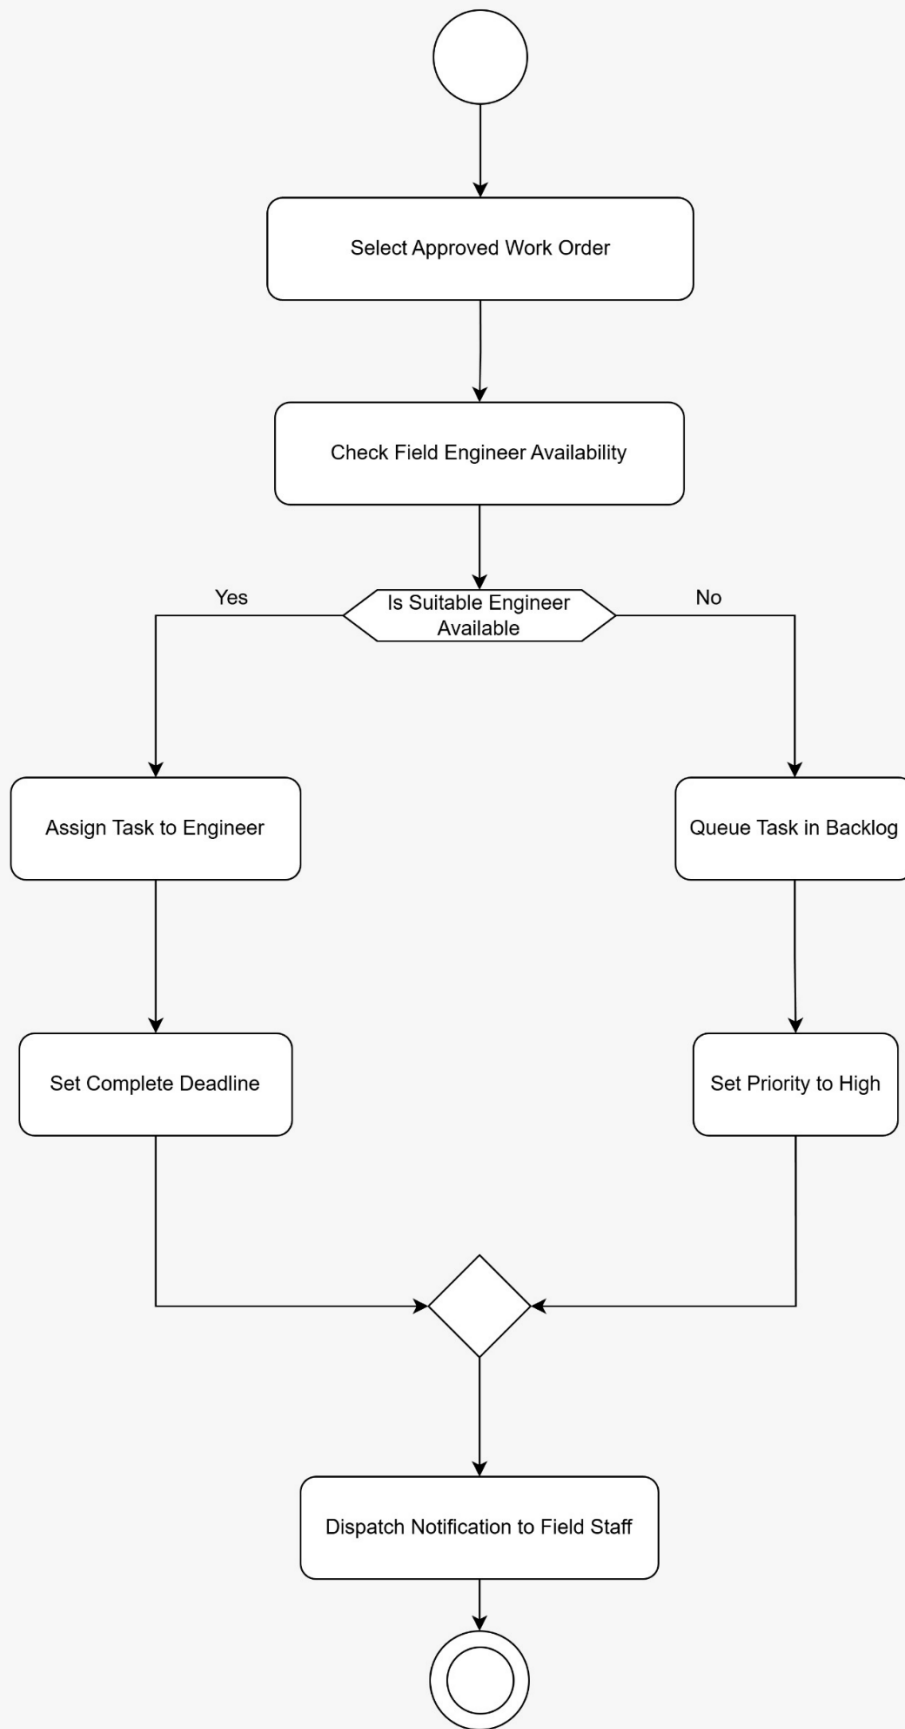 Select Approved Work Order
Check Field Engineer Availability
Yes
Is Suitable Engineer
Available
No
Assign Task to Engineer
Queue Task in Backlog
Set Complete Deadline
Set Priority to High
Dispatch Notification to Field Staff